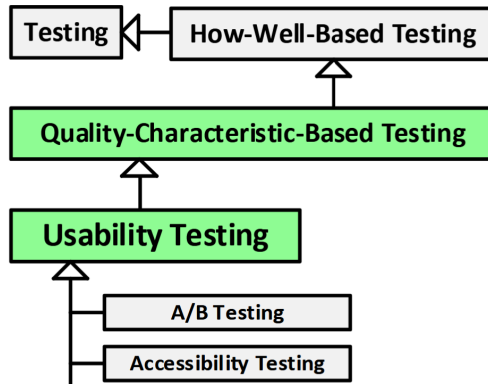 Testing
How-Well-Based Testing
Quality-Characteristic-Based Testing
Usability Testing
A/B Testing
Accessibility Testing